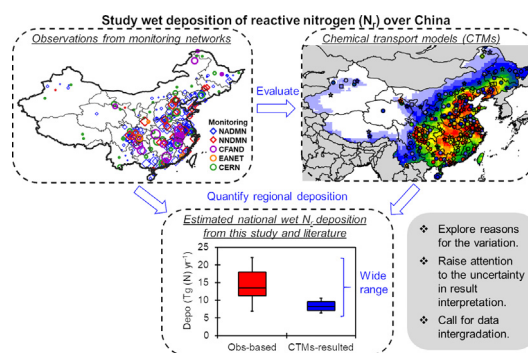 Study wet deposition of reactive nitrogen (Nr) over China
Observations from monitoring networks
Chemical transport models (CTMs)
Evaluate
Monitoring
NADMN
NNDMN
CFAND
EANET
CERN
Quantify regional deposition
Estimated national wet Nr deposition
from this study and literature
Depo (Tg (N) yr⁻¹)
25
20
15
10
5
0
Obs-based
CTMs-resulted
Wide
range
❖ Explore reasons
for the variation.
❖ Raise attention
to the uncertainty
in result
interpretation.
❖ Call for data
intergradation.